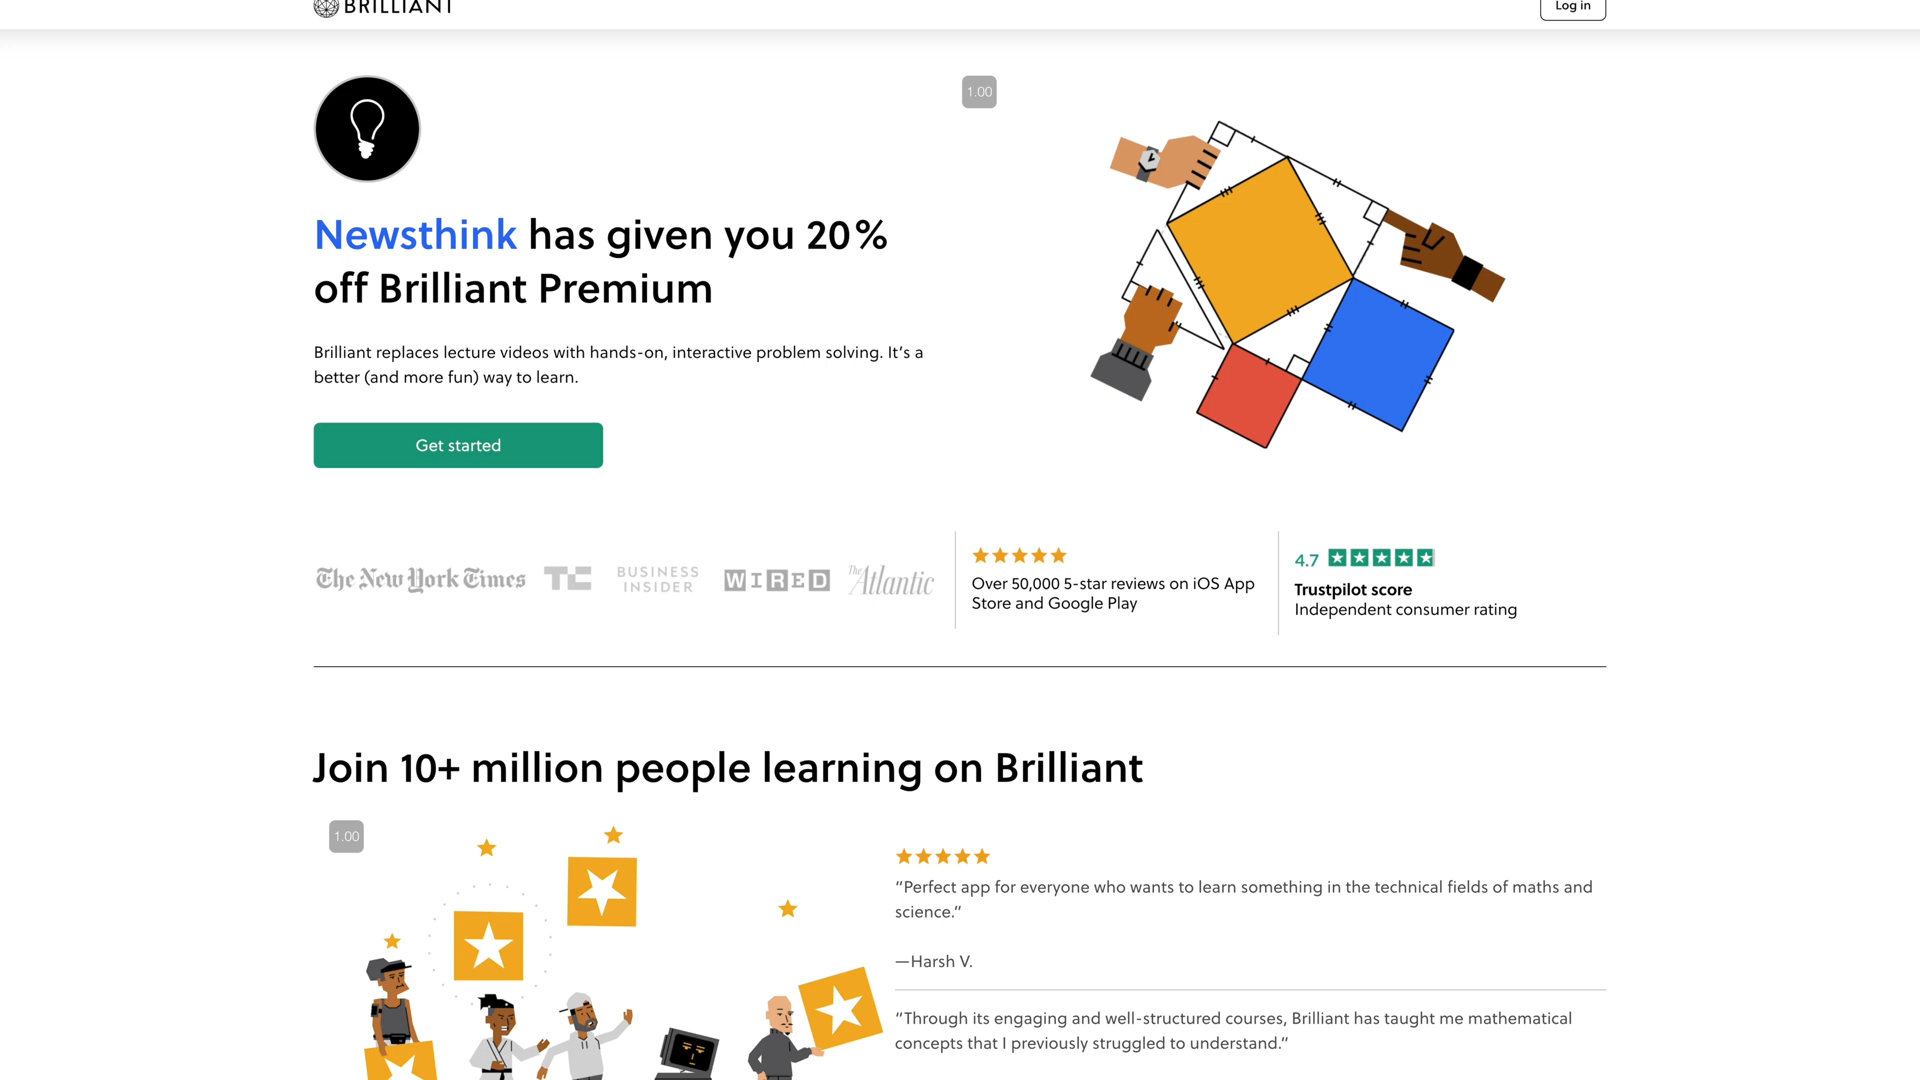 BRILLIANT
Log in
1.00
Newsthink has given you 20%
off Brilliant Premium
Brilliant replaces lecture videos with hands-on, interactive problem solving. It’s a
better (and more fun) way to learn.
Get started
The New York Times
TC
BUSINESS
INSIDER
WIRED
The Atlantic
Over 50,000 5-star reviews on iOS App
Store and Google Play
4.7
Trustpilot score
Independent consumer rating
Join 10+ million people learning on Brilliant
1.00
“Perfect app for everyone who wants to learn something in the technical fields of maths and
science.”
—Harsh V.
“Through its engaging and well-structured courses, Brilliant has taught me mathematical
concepts that I previously struggled to understand.”